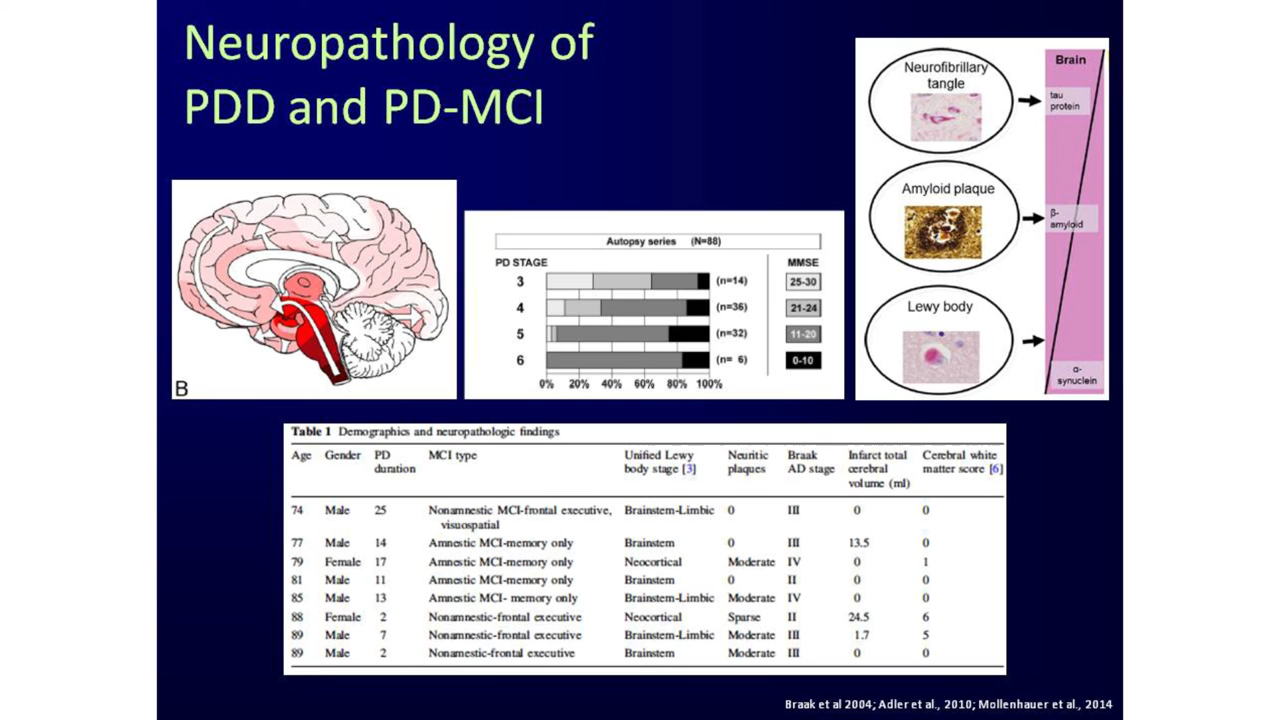 Neuropathology of
PDD and PD-MCI
B
Autopsy series (N=88)
PD STAGE
MMSE
3 (n=14) 25-30
4 (n=36) 21-24
5 (n=32) 11-20
6 (n= 6) 0-10
0% 20% 40% 60% 80% 100%
Neurofibrillary
tangle
Amyloid plaque
Lewy body
Brain
tau
protein
β-
amyloid
α-
synuclein
Table 1 Demographics and neuropathologic findings
Age Gender PD MCI type Unified Lewy Neuritic Braak Infarct total Cerebral white
duration body stage [3] plaques AD stage cerebral matter score [6]
volume (ml)
74 Male 25 Nonamnestic MCI-frontal executive, Brainstem-Limbic 0 III 0 0
visuospatial
77 Male 14 Amnestic MCI-memory only Brainstem 0 III 13.5 0
79 Female 17 Amnestic MCI-memory only Neocortical Moderate IV 0 1
81 Male 11 Amnestic MCI-memory only Brainstem 0 II 0 0
85 Male 13 Amnestic MCI- memory only Brainstem-Limbic Moderate IV 0 0
88 Female 2 Nonamnestic-frontal executive Neocortical Sparse II 24.5 6
89 Male 7 Nonamnestic-frontal executive Brainstem-Limbic Moderate III 1.7 5
89 Male 2 Nonamestic-frontal executive Brainstem Moderate III 0 0
Braak et al 2004; Adler et al., 2010; Mollenhauer et al., 2014